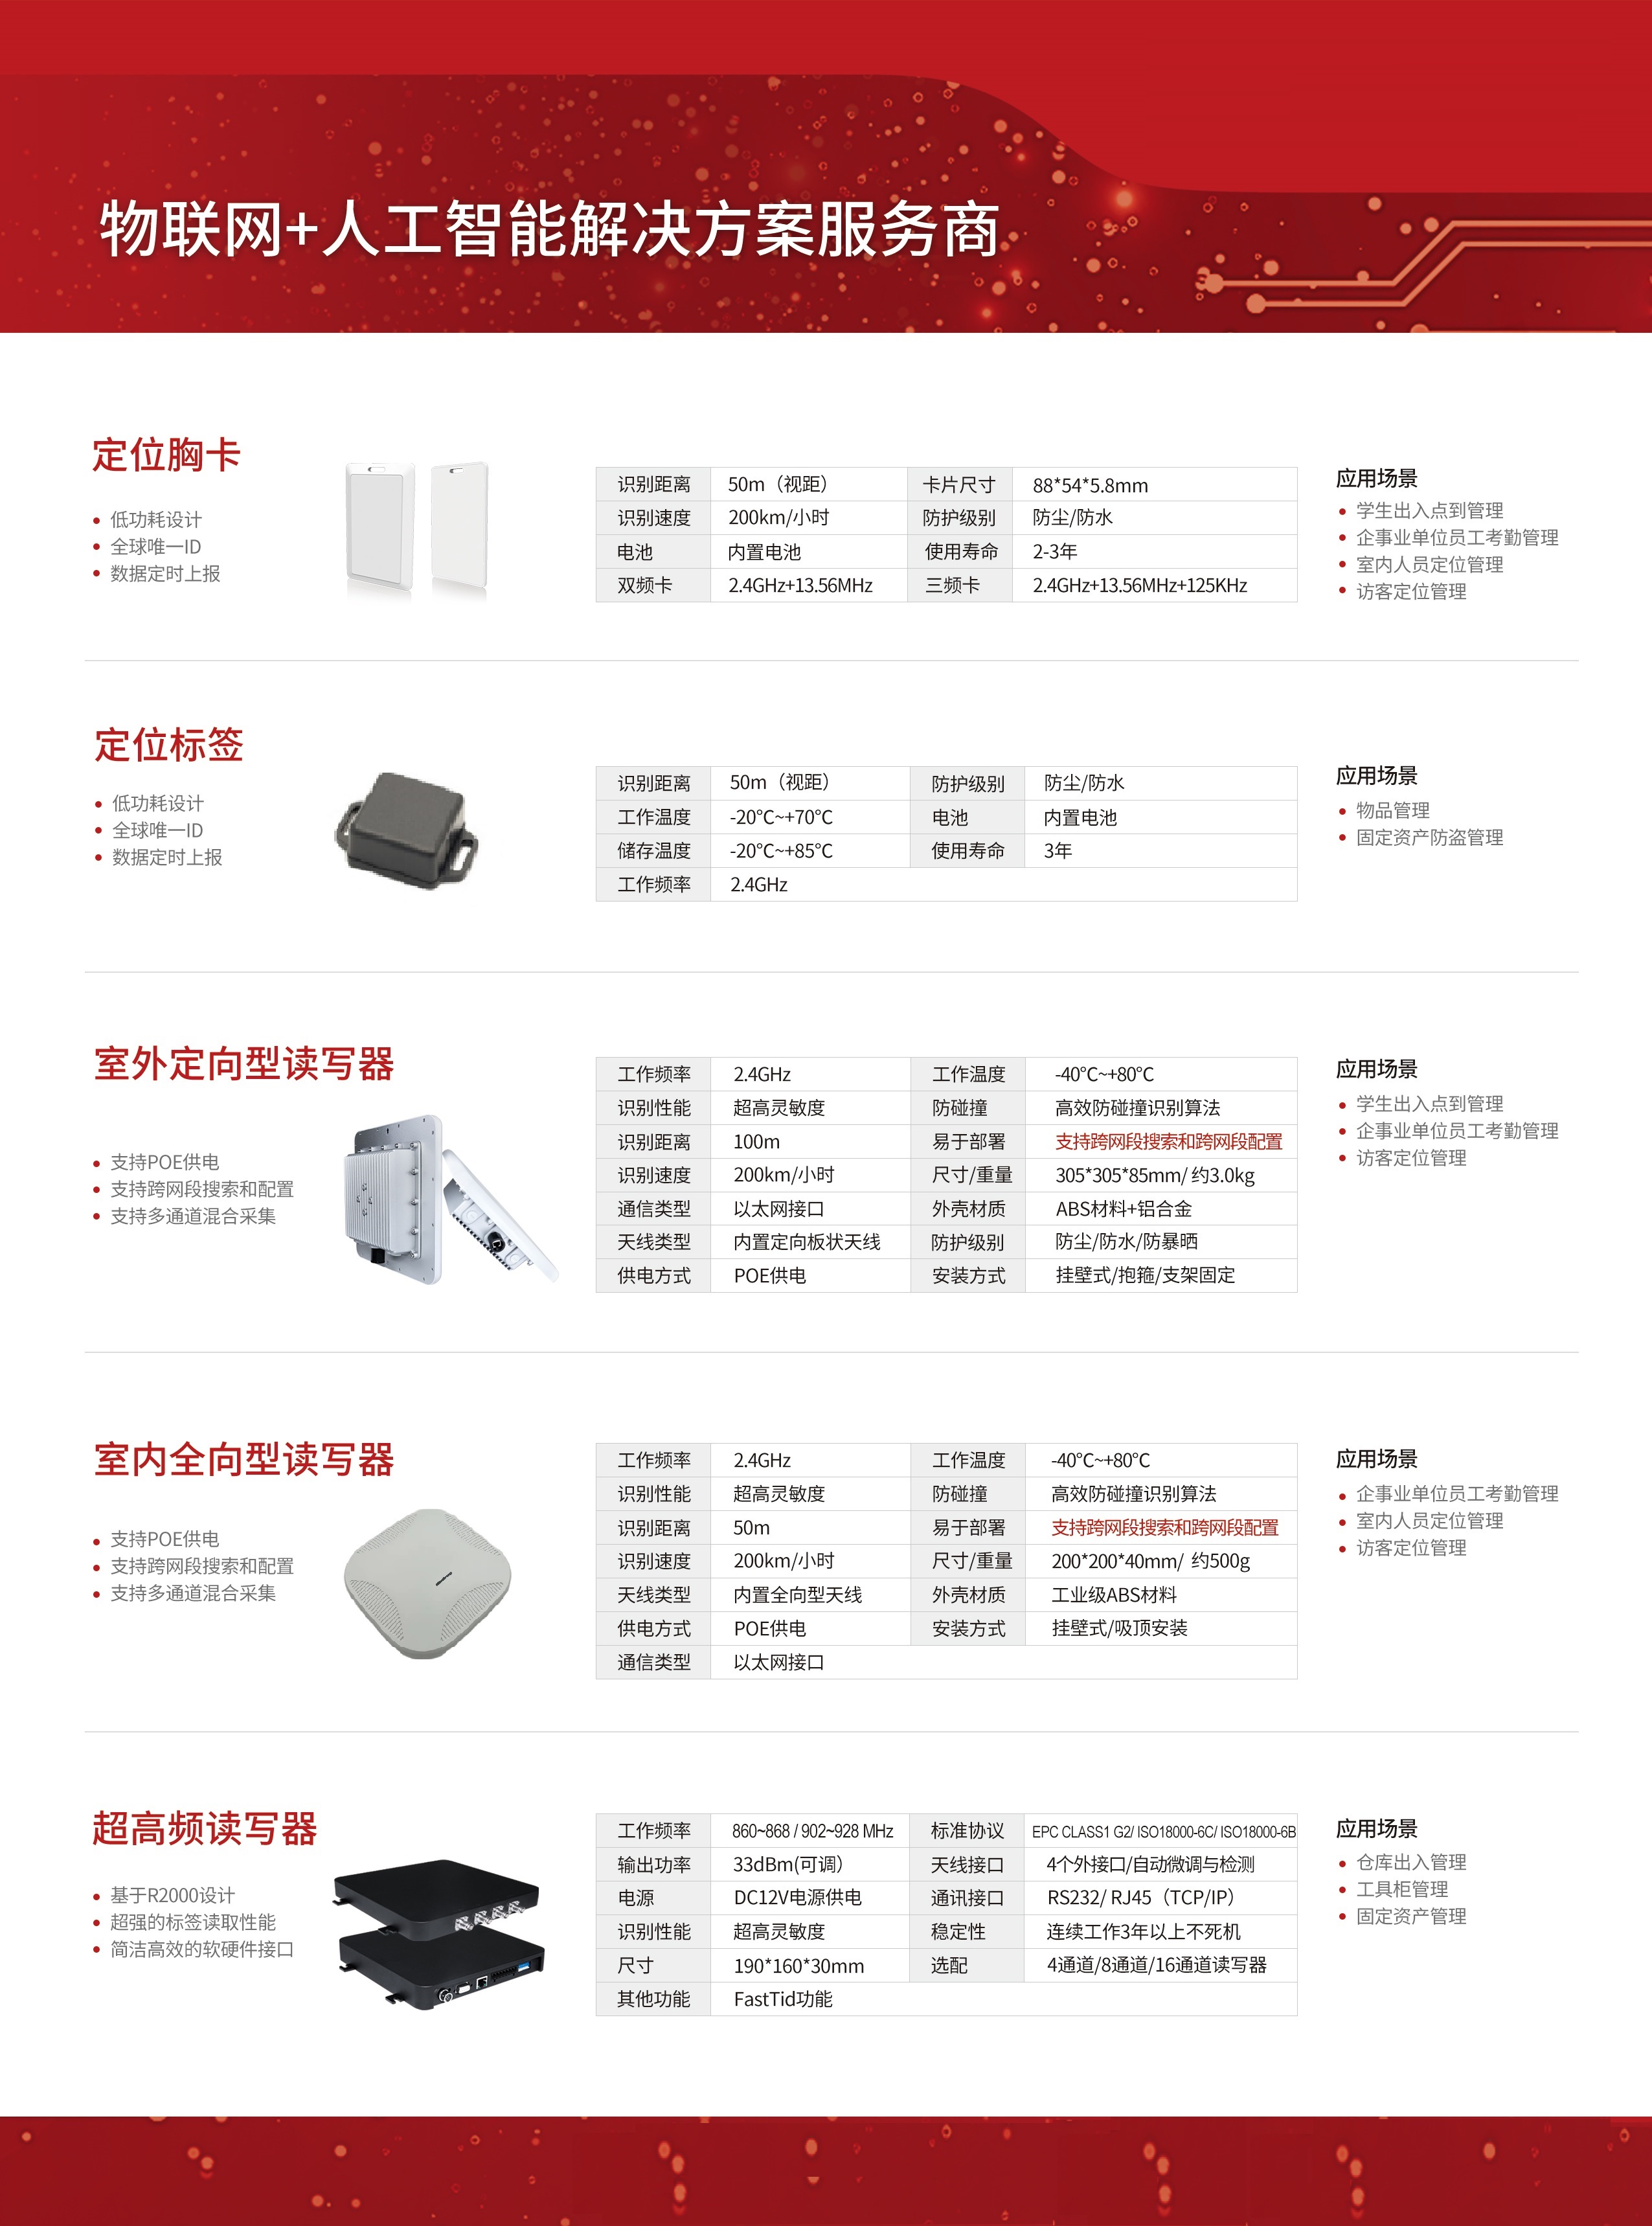 物联网+人工智能解决方案服务商
定位胸卡
低功耗设计
全球唯一ID
数据定时上报
识别距离 50m（视距） 卡片尺寸 88*54*5.8mm
识别速度 200km/小时 防护级别 防尘/防水
电池 内置电池 使用寿命 2-3年
双频卡 2.4GHz+13.56MHz 三频卡 2.4GHz+13.56MHz+125KHz
应用场景
学生出入点到管理
企事业单位员工考勤管理
室内人员定位管理
访客定位管理
定位标签
低功耗设计
全球唯一ID
数据定时上报
识别距离 50m（视距） 防护级别 防尘/防水
工作温度 -20℃~+70℃ 电池 内置电池
储存温度 -20℃~+85℃ 使用寿命 3年
工作频率 2.4GHz
应用场景
物品管理
固定资产防盗管理
室外定向型读写器
支持POE供电
支持跨网段搜索和配置
支持多通道混合采集
工作频率 2.4GHz 工作温度 -40℃~+80℃
识别性能 超高灵敏度 防碰撞 高效防碰撞识别算法
识别距离 100m 易于部署 支持跨网段搜索和跨网段配置
识别速度 200km/小时 尺寸/重量 305*305*85mm/ 约3.0kg
通信类型 以太网接口 外壳材质 ABS材料+铝合金
天线类型 内置定向板状天线 防护级别 防尘/防水/防暴晒
供电方式 POE供电 安装方式 挂壁式/抱箍/支架固定
应用场景
学生出入点到管理
企事业单位员工考勤管理
访客定位管理
室内全向型读写器
支持POE供电
支持跨网段搜索和配置
支持多通道混合采集
工作频率 2.4GHz 工作温度 -40℃~+80℃
识别性能 超高灵敏度 防碰撞 高效防碰撞识别算法
识别距离 50m 易于部署 支持跨网段搜索和跨网段配置
识别速度 200km/小时 尺寸/重量 200*200*40mm/ 约500g
天线类型 内置全向型天线 外壳材质 工业级ABS材料
供电方式 POE供电 安装方式 挂壁式/吸顶安装
通信类型 以太网接口
应用场景
企事业单位员工考勤管理
室内人员定位管理
访客定位管理
超高频读写器
基于R2000设计
超强的标签读取性能
简洁高效的软硬件接口
工作频率 860~868 / 902~928 MHz 标准协议 EPC CLASS1 G2/ ISO18000-6C/ ISO18000-6B
输出功率 33dBm(可调） 天线接口 4个外接口/自动微调与检测
电源 DC12V电源供电 通讯接口 RS232/ RJ45（TCP/IP）
识别性能 超高灵敏度 稳定性 连续工作3年以上不死机
尺寸 190*160*30mm 选配 4通道/8通道/16通道读写器
其他功能 FastTid功能
应用场景
仓库出入管理
工具柜管理
固定资产管理